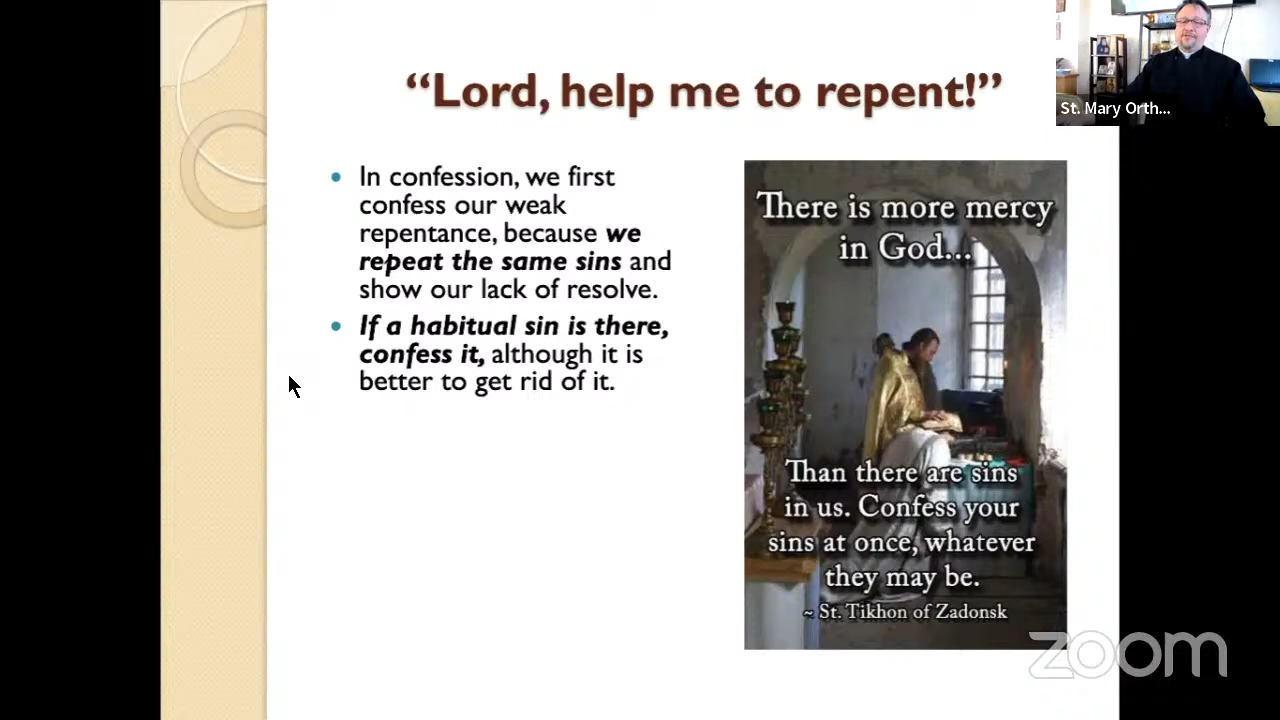 “Lord, help me to repent!”
St. Mary Orth...
In confession, we first
confess our weak
repentance, because we
repeat the same sins and
show our lack of resolve.
If a habitual sin is there,
confess it, although it is
better to get rid of it.
There is more mercy
in God...
Than there are sins
in us. Confess your
sins at once, whatever
they may be.
~ St. Tikhon of Zadonsk
zoom